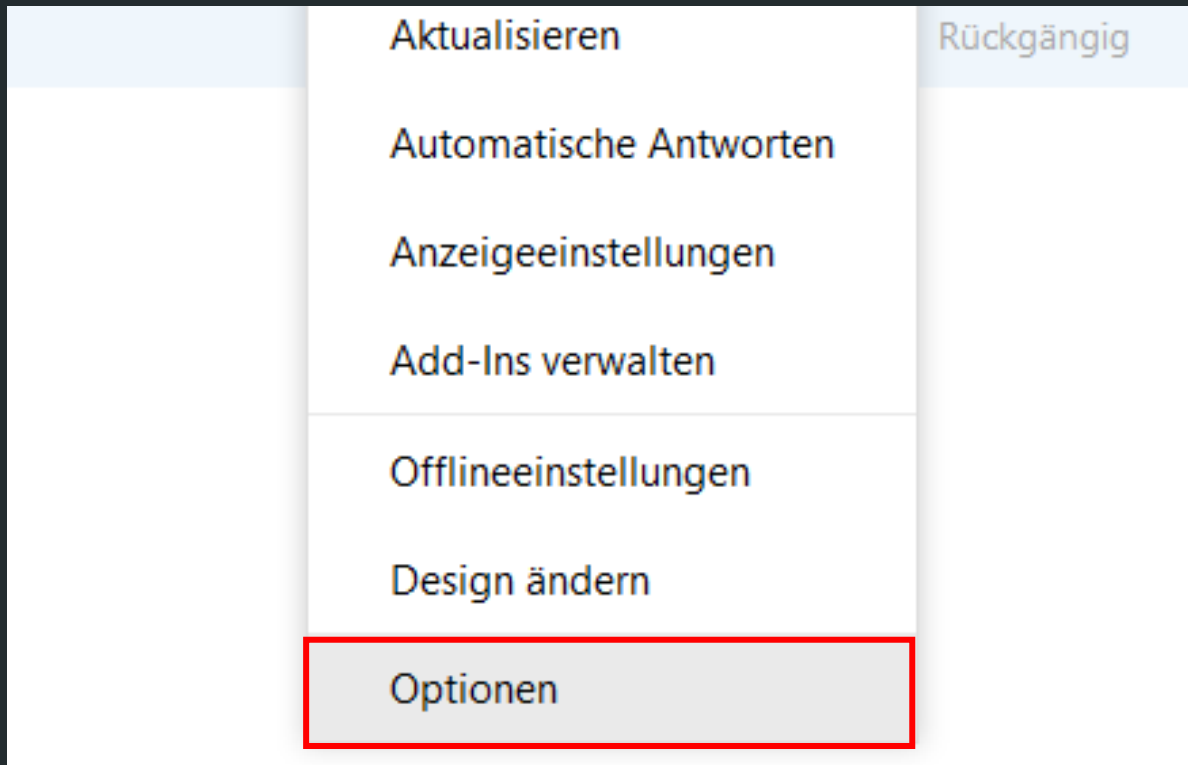 Aktualisieren
Rückgängig
Automatische Antworten
Anzeigeeinstellungen
Add-Ins verwalten
Offlineeinstellungen
Design ändern
Optionen